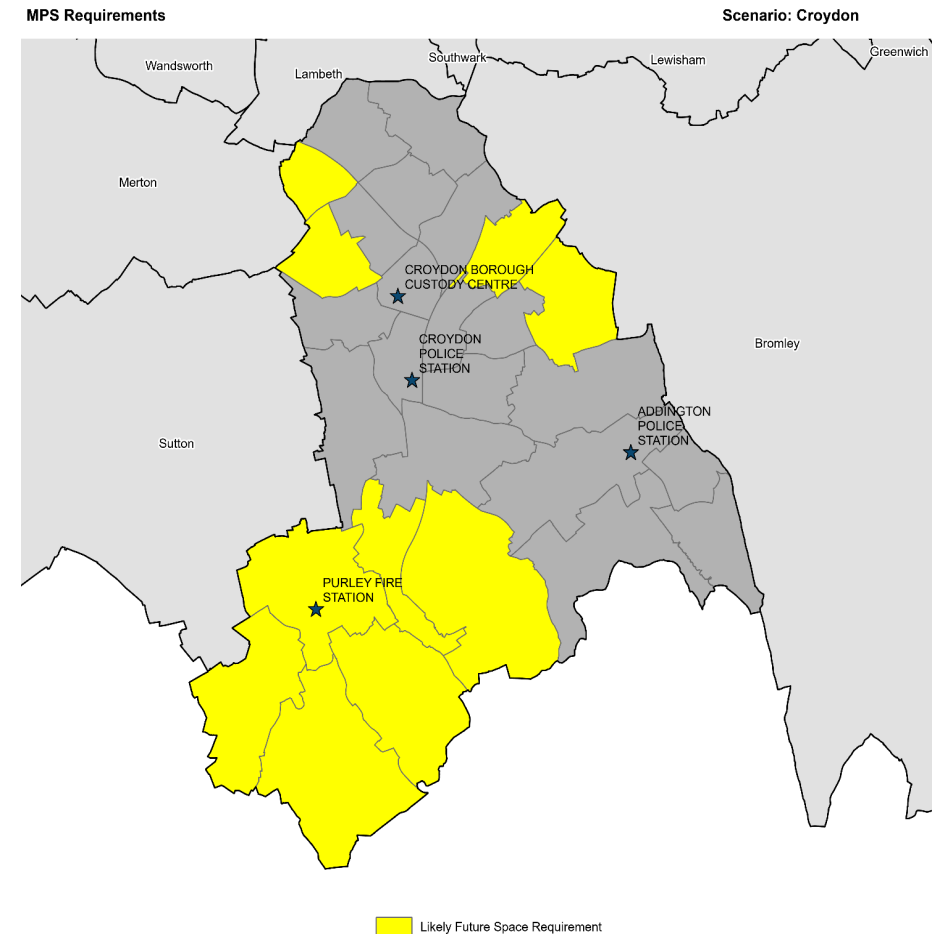 MPS Requirements
Scenario: Croydon
Southwark
Greenwich
Wandsworth
Lewisham
Lambeth
Merton
CROYDON BOROUGH
CUSTODY CENTRE
CROYDON
POLICE
STATION
Bromley
ADDINGTON
POLICE
STATION
Sutton
PURLEY FIRE
STATION
Likely Future Space Requirement